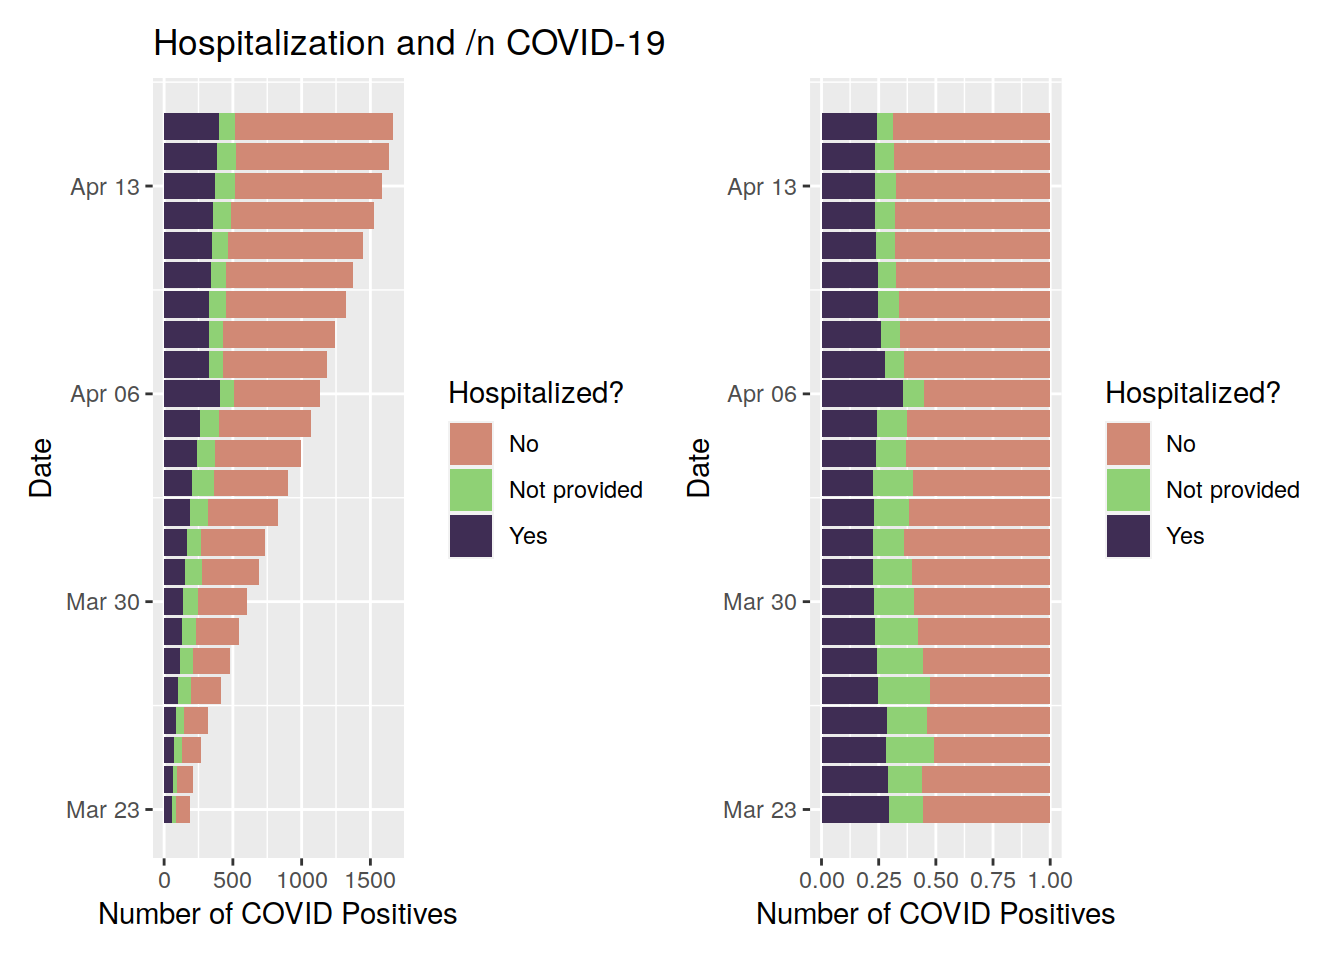 Hospitalization and /n COVID-19
Apr 13
Apr 06
Mar 30
Mar 23
Date
0 500 1000 1500
Number of COVID Positives
Hospitalized?
No
Not provided
Yes
Apr 13
Apr 06
Mar 30
Mar 23
Date
0.00 0.25 0.50 0.75 1.00
Number of COVID Positives
Hospitalized?
No
Not provided
Yes